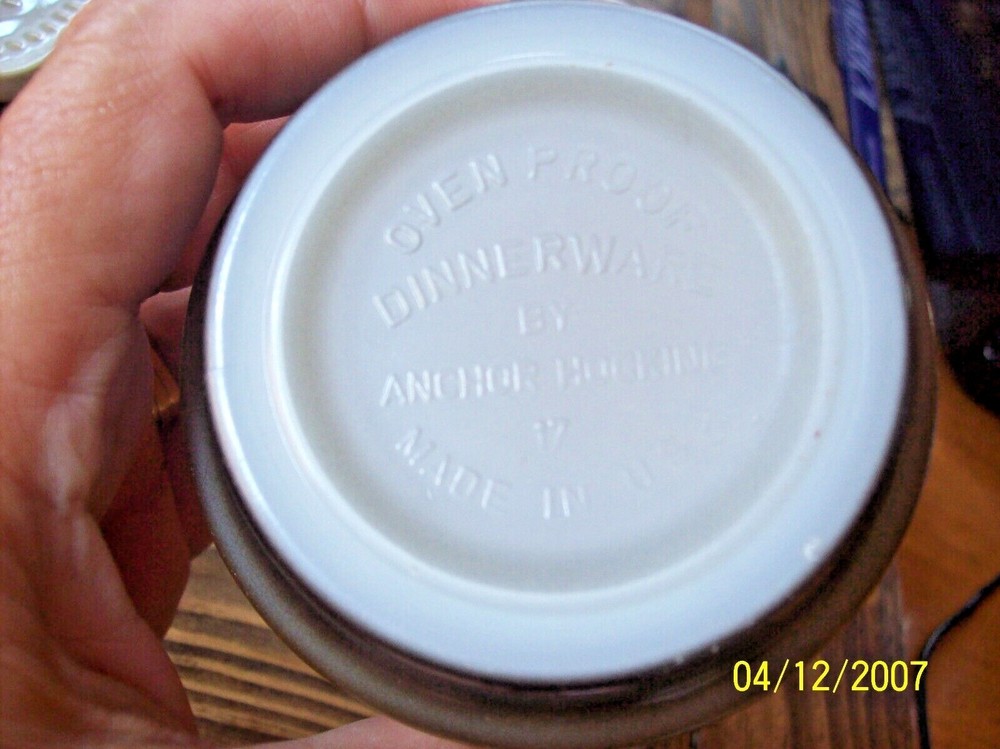 OVEN PROOF
DINNERWARE
BY
ANCHOR HOCKING
17
MADE IN U
04/12/2007